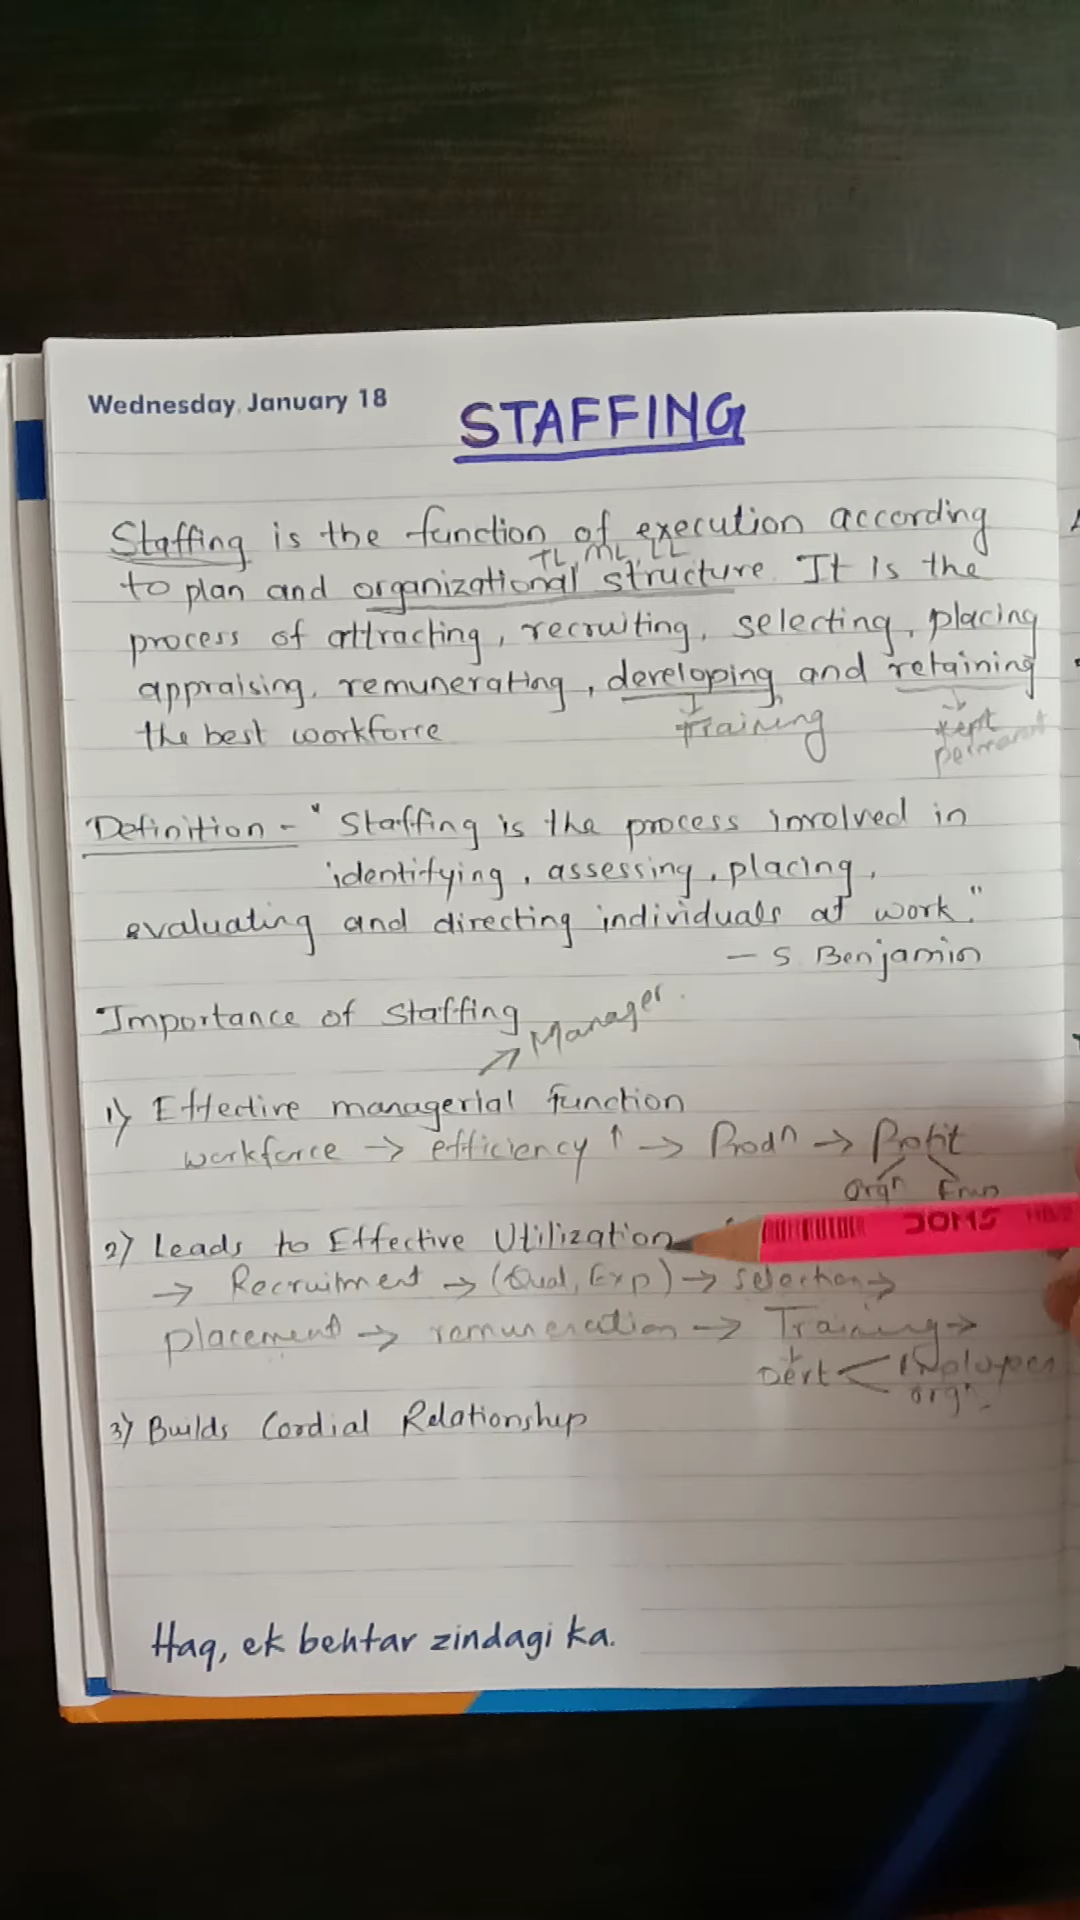 Wednesday, January 18
STAFFING
Staffing is the function of execution according
TL, ML, LL
to plan and organizational structure. It is the
process of attracting, recruiting, selecting, placing
appraising, remunerating, developing and retaining
the best workforce
Training
kept
permanent
Definition - "Staffing is the process involved in
identifying, assessing, placing,
evaluating and directing individuals at work."
- S. Benjamin
Importance of staffing
Manager.
1) Effective managerial function
workforce → efficiency ↑ → Prodn → Profit
Orgn
2) Leads to Effective Utilization
JOMS HB/2
→ Recruitment → (Qual, Exp) → selection →
placement → remuneration → Training →
orgn.
3) Builds Cordial Relationship
Haq, ek behtar zindagi ka.